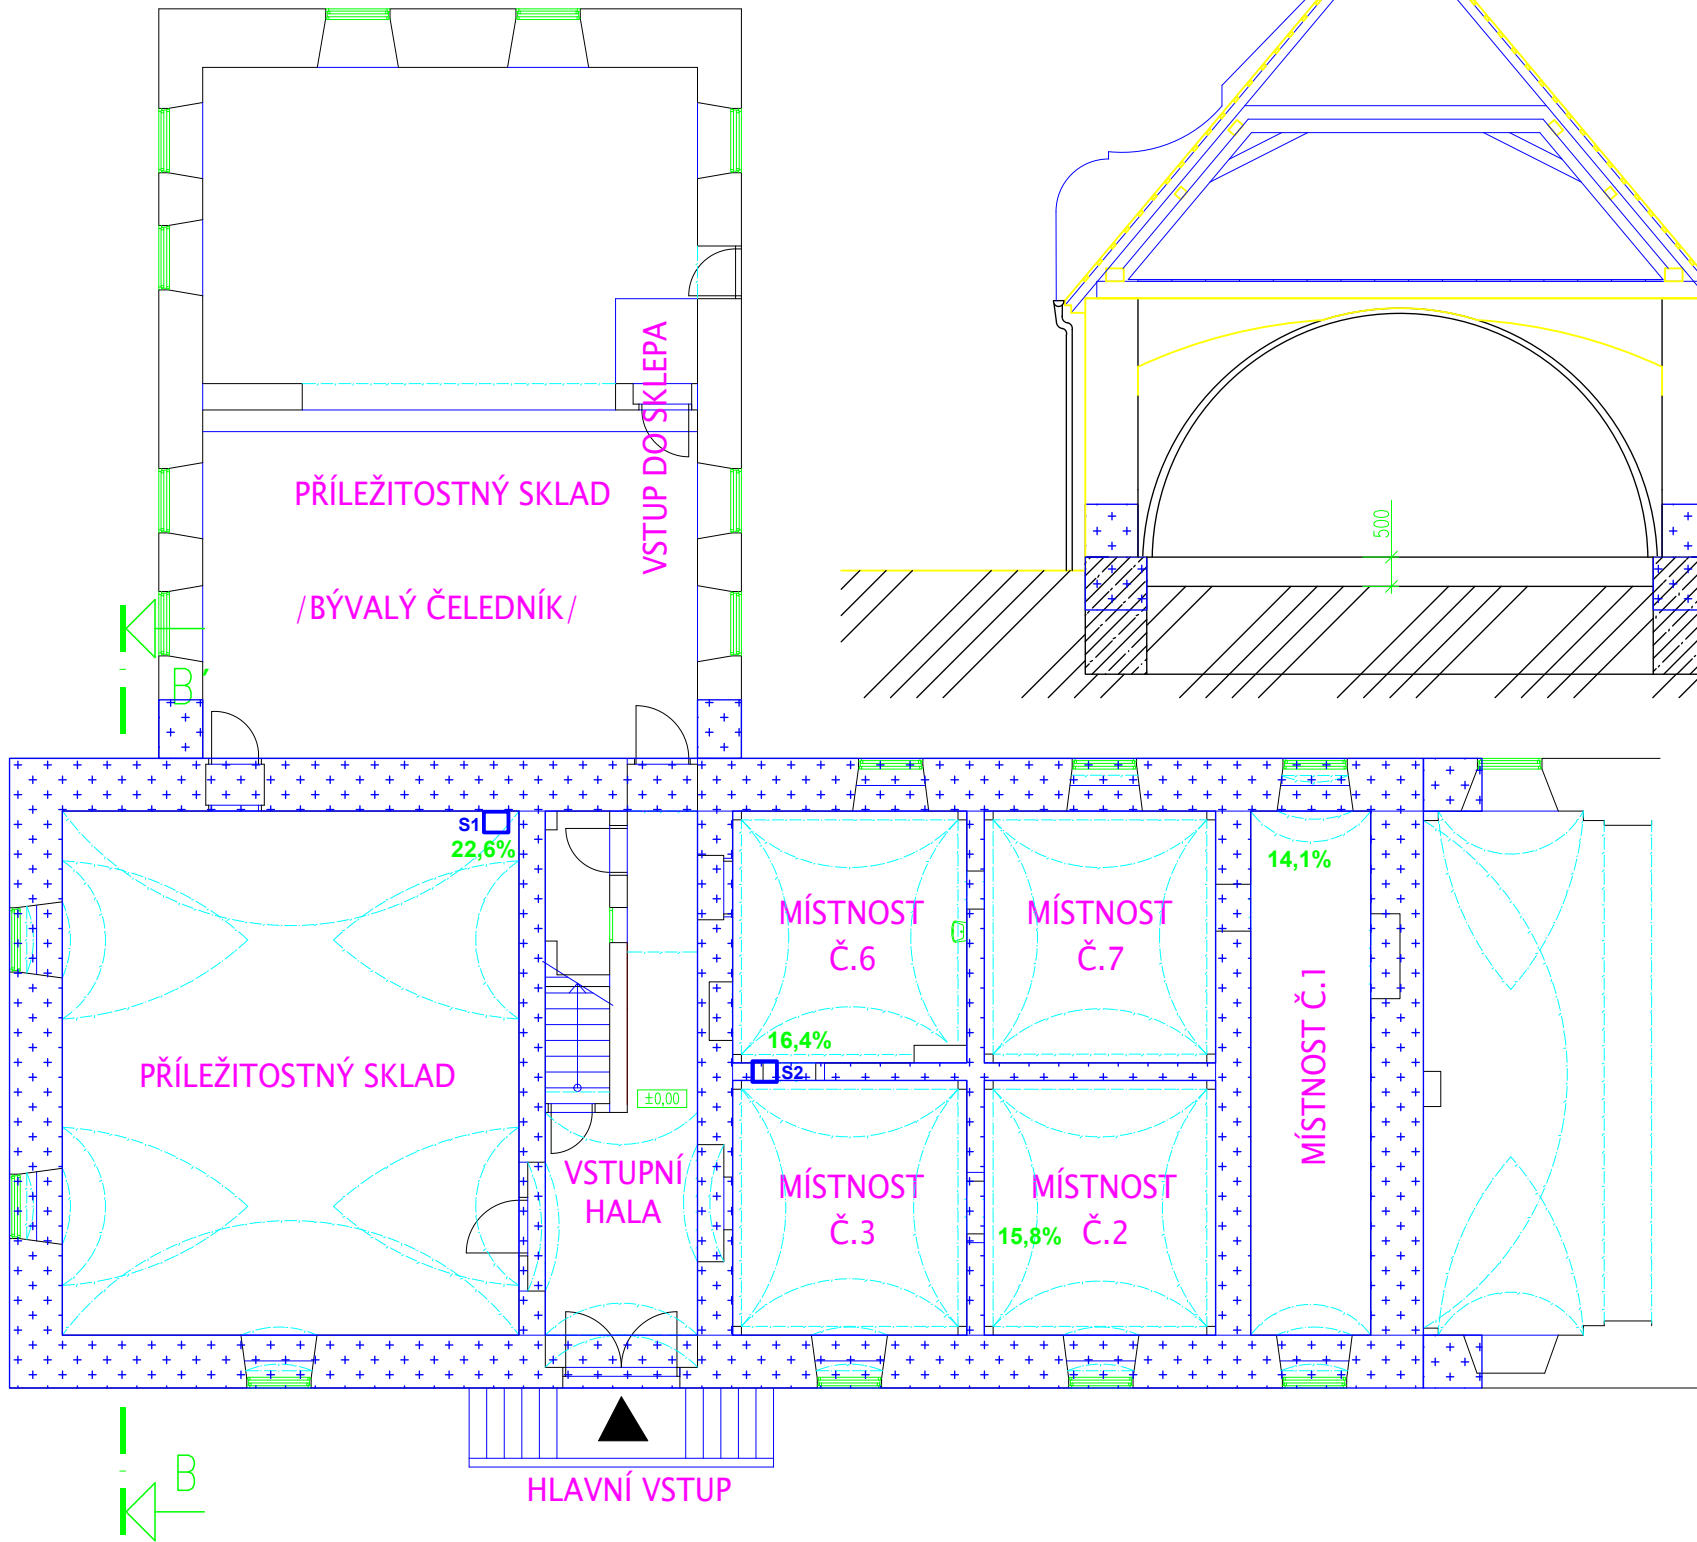 VSTUP DO SKLEPA
PŘÍLEŽITOSTNÝ SKLAD
500
/BÝVALÝ ČELEDNÍK/
B'
S1
22,6%
14,1%
MÍSTNOST
Č.6
MÍSTNOST
Č.7
MÍSTNOST Č.1
16,4%
S2
PŘÍLEŽITOSTNÝ SKLAD
±0,00
VSTUPNÍ
HALA
MÍSTNOST
Č.3
MÍSTNOST
Č.2
15,8%
B
HLAVNÍ VSTUP